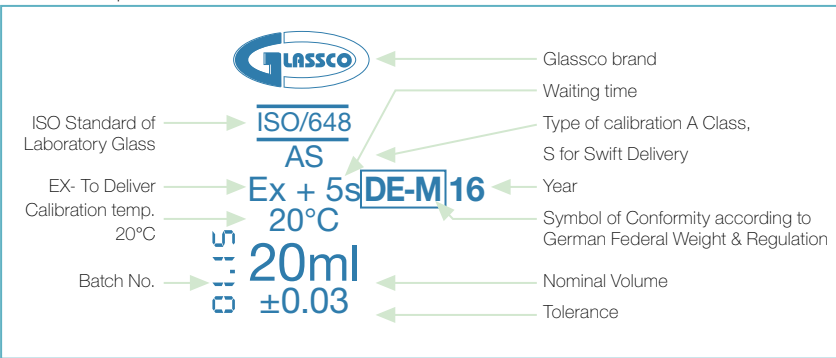 GLASSCO
Glassco brand
Waiting time
ISO Standard of
Laboratory Glass
ISO/648
Type of calibration A Class,
S for Swift Delivery
AS
EX- To Deliver
Ex + 5s DE-M 16
Year
Calibration temp.
20°C
20°C
Symbol of Conformity according to
German Federal Weight & Regulation
Batch No.
01.15
20ml
Nominal Volume
±0.03
Tolerance